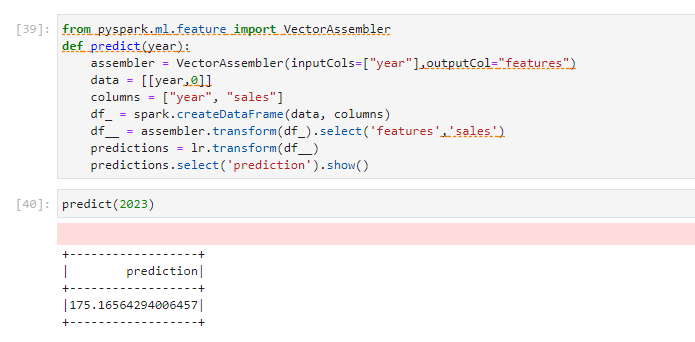 [39]: from pyspark.ml.feature import VectorAssembler
def predict(year):
    assembler = VectorAssembler(inputCols=["year"],outputCol="features")
    data = [[year,0]]
    columns = ["year", "sales"]
    df_ = spark.createDataFrame(data, columns)
    df__ = assembler.transform(df_).select('features','sales')
    predictions = lr.transform(df__)
    predictions.select('prediction').show()
[40]: predict(2023)
+------------------+
|        prediction|
+------------------+
|175.16564294006457|
+------------------+